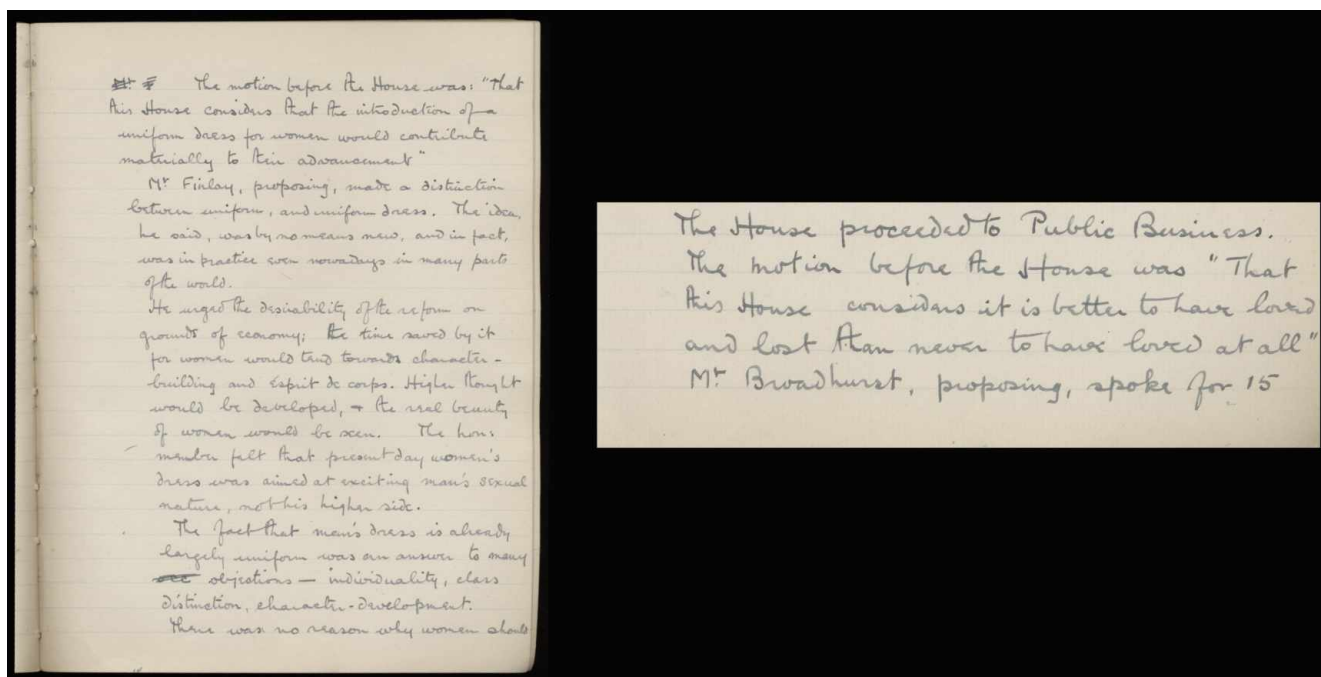 The motion before the House was: "That
this House considers that the introduction of a
uniform dress for women would contribute
materially to their advancement"
Mr Finlay, proposing, made a distinction
between uniform, and uniform dress. The idea,
he said, was by no means new, and in fact,
was in practice even nowadays in many parts
of the world.
He urged the desirability of the reform on
grounds of economy; the time saved by it
for women would tend towards character-
building and esprit de corps. Higher thought
would be developed, + the real beauty
of women would be seen. The hon:
member felt that present day women's
dress was aimed at exciting man's sexual
nature, not his higher side.
The fact that man's dress is already
largely uniform was an answer to many
objections — individuality, class
distinction, character-development.
There was no reason why women should
The House proceeded to Public Business.
The motion before the House was "That
this House considers it is better to have loved
and lost than never to have loved at all"
Mr Broadhurst, proposing, spoke for 15